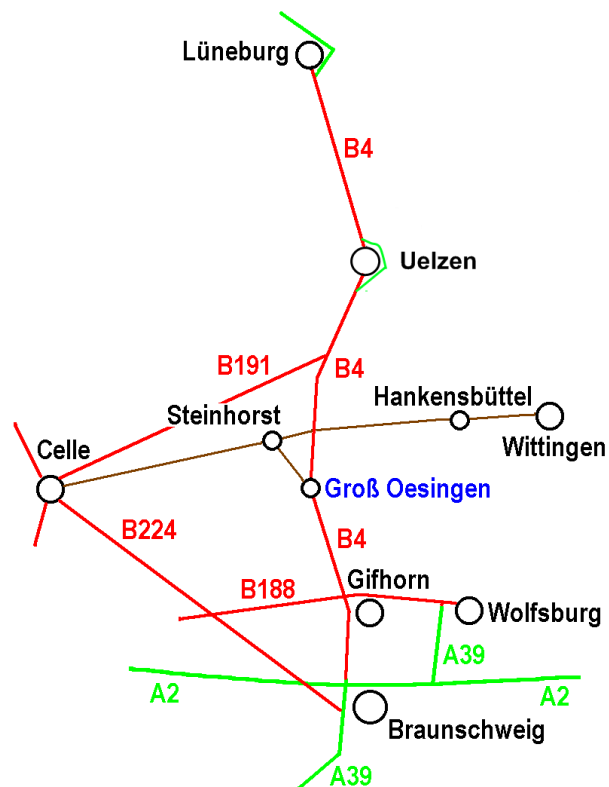 Lüneburg
B4
Uelzen
B191
B4
Hankensbüttel
Steinhorst
Wittingen
Celle
Groß Oesingen
B224
B4
Gifhorn
B188
Wolfsburg
A39
A2
A2
Braunschweig
A39